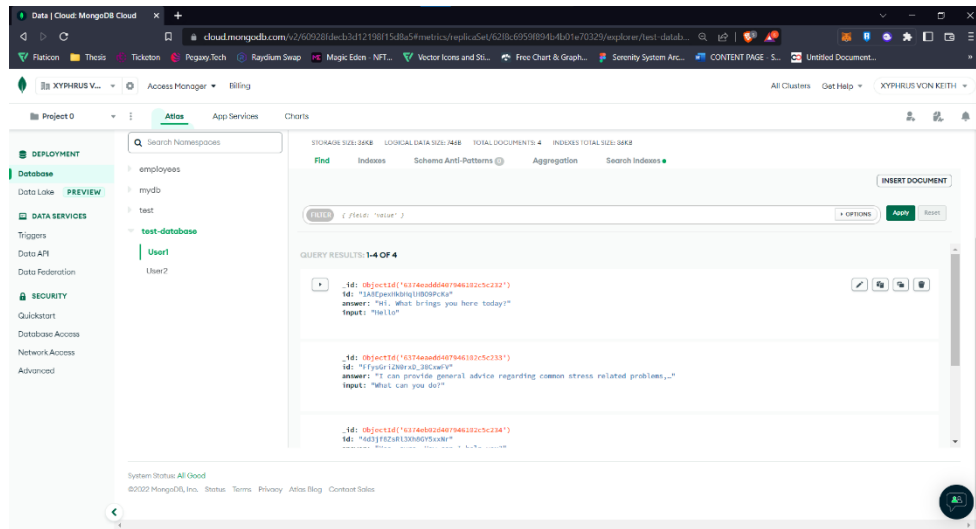 Data | Cloud: MongoDB Cloud
cloud.mongodb.com/v2/60928fdecb3d12198f15d8a5#metrics/replicaSet/62f8c6959f894b4b01e70329/explorer/test-datab...
Flaticon Thesis Ticketon Pegaxy.Tech Raydium Swap Magic Eden - NFT... Vector Icons and Sti... Free Chart & Graph... Serenity System Arc... CONTENT PAGE - S... Untitled Document... »
XYPHRUS V... Access Manager Billing All Clusters Get Help XYPHRUS VON KEITH
Project 0 Atlas App Services Charts
DEPLOYMENT
Database
Data Lake PREVIEW
DATA SERVICES
Triggers
Data API
Data Federation
SECURITY
Quickstart
Database Access
Network Access
Advanced
Search Namespaces
employees
mydb
test
test-database
User1
User2
STORAGE SIZE: 36KB LOGICAL DATA SIZE: 748B TOTAL DOCUMENTS: 4 INDEXES TOTAL SIZE: 36KB
Find Indexes Schema Anti-Patterns 0 Aggregation Search Indexes
INSERT DOCUMENT
FILTER { field: 'value' } OPTIONS Apply Reset
QUERY RESULTS: 1-4 OF 4
answer: "Hi. What brings you here today?"
input: "Hello"
answer: "I can provide general advice regarding common stress related problems,…"
input: "What can you do?"
System Status: All Good
©2022 MongoDB, Inc. Status Terms Privacy Atlas Blog Contact Sales